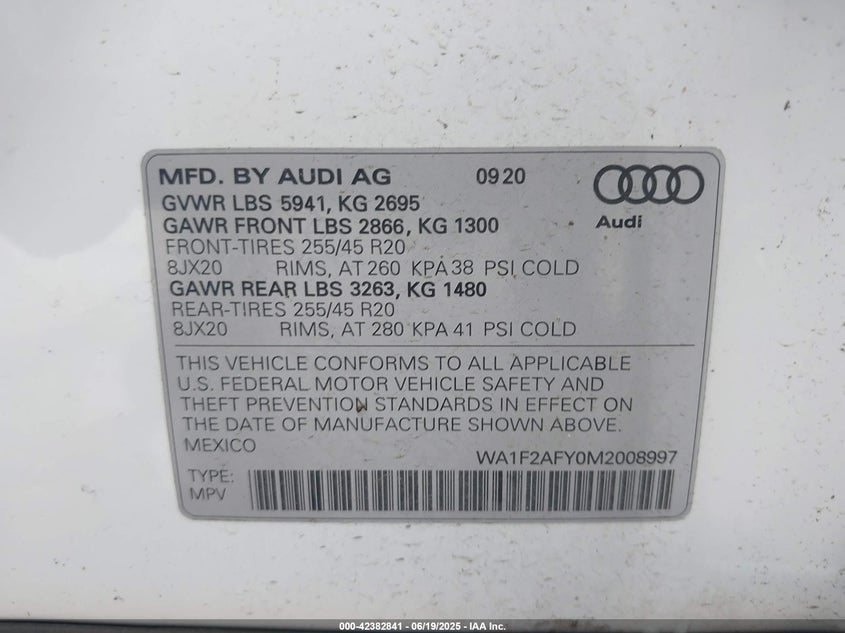 MFD. BY AUDI AG 09 20
Audi
GVWR LBS 5941, KG 2695
GAWR FRONT LBS 2866, KG 1300
FRONT-TIRES 255/45 R20
8JX20 RIMS, AT 260 KPA 38 PSI COLD
GAWR REAR LBS 3263, KG 1480
REAR-TIRES 255/45 R20
8JX20 RIMS, AT 280 KPA 41 PSI COLD
THIS VEHICLE CONFORMS TO ALL APPLICABLE
U.S. FEDERAL MOTOR VEHICLE SAFETY AND
THEFT PREVENTION STANDARDS IN EFFECT ON
THE DATE OF MANUFACTURE SHOWN ABOVE.
MEXICO
WA1F2AFY0M2008997
TYPE:
MPV
000-42382841 - 06/19/2025 - IAA Inc.